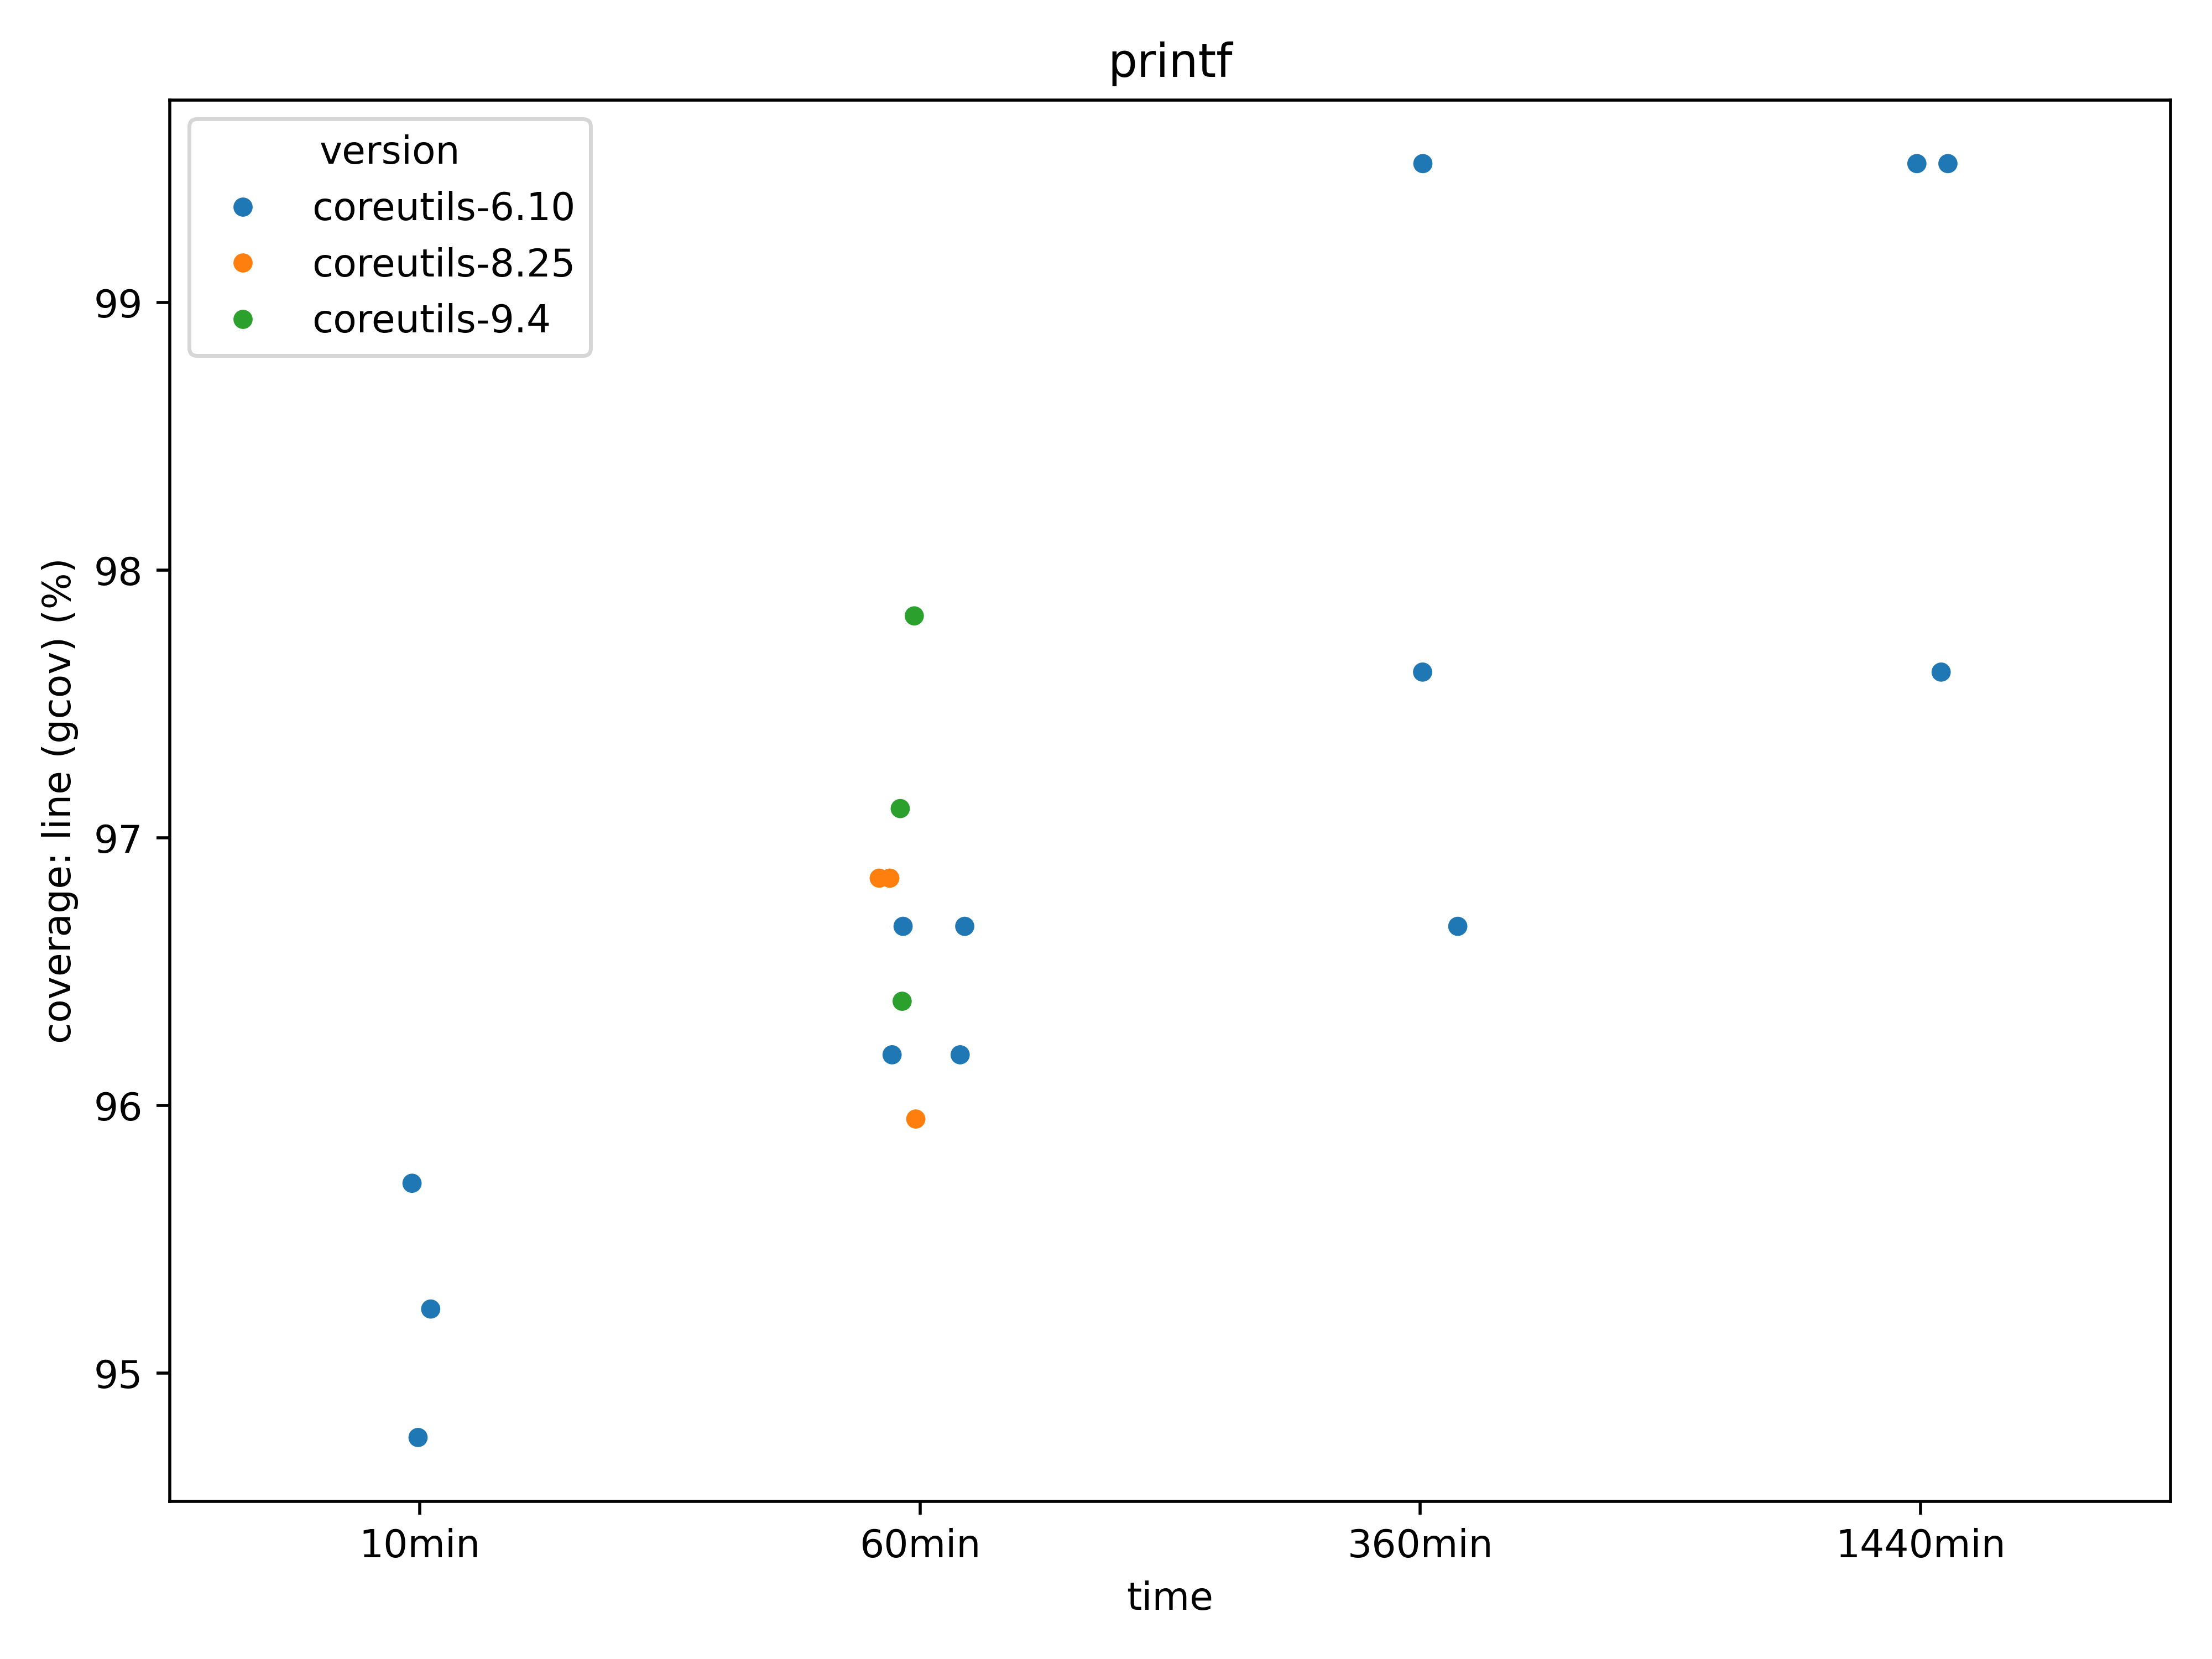 printf
version
coreutils-6.10
coreutils-8.25
coreutils-9.4
coverage: line (gcov) (%)
99
98
97
96
95
10min
60min
360min
1440min
time